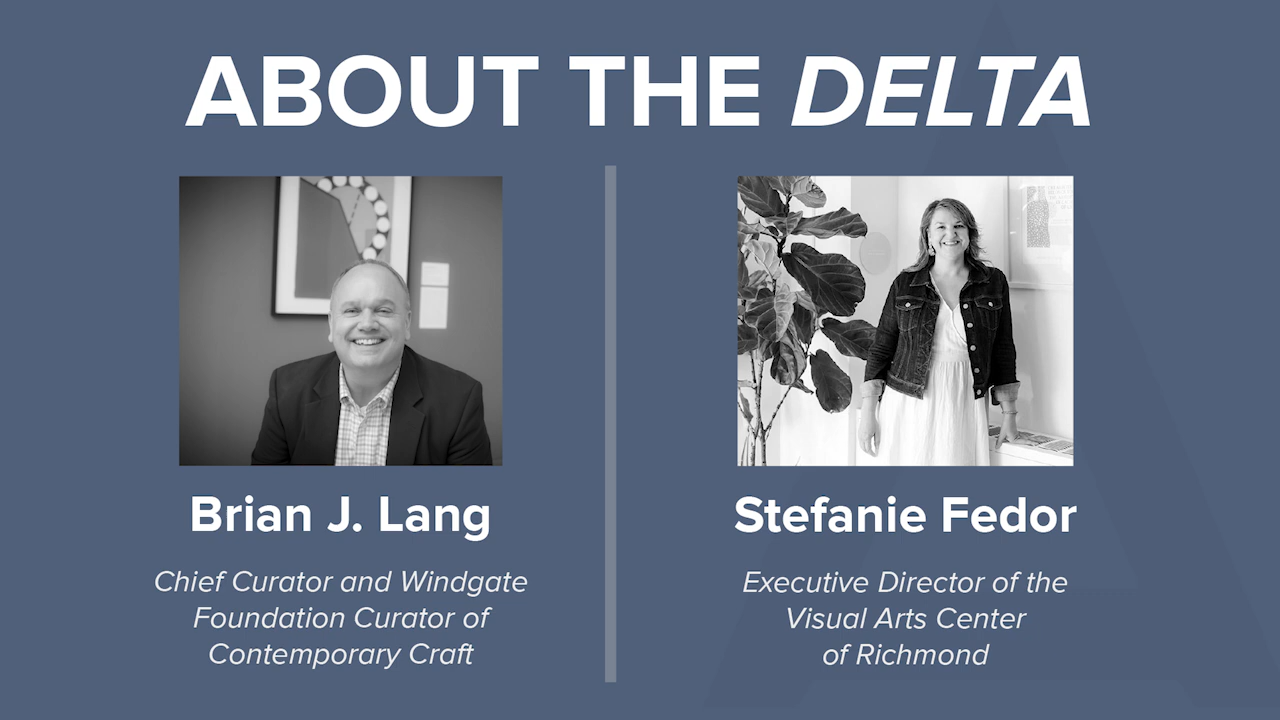 ABOUT THE DELTA
Brian J. Lang
Chief Curator and Windgate
Foundation Curator of
Contemporary Craft
Stefanie Fedor
Executive Director of the
Visual Arts Center
of Richmond